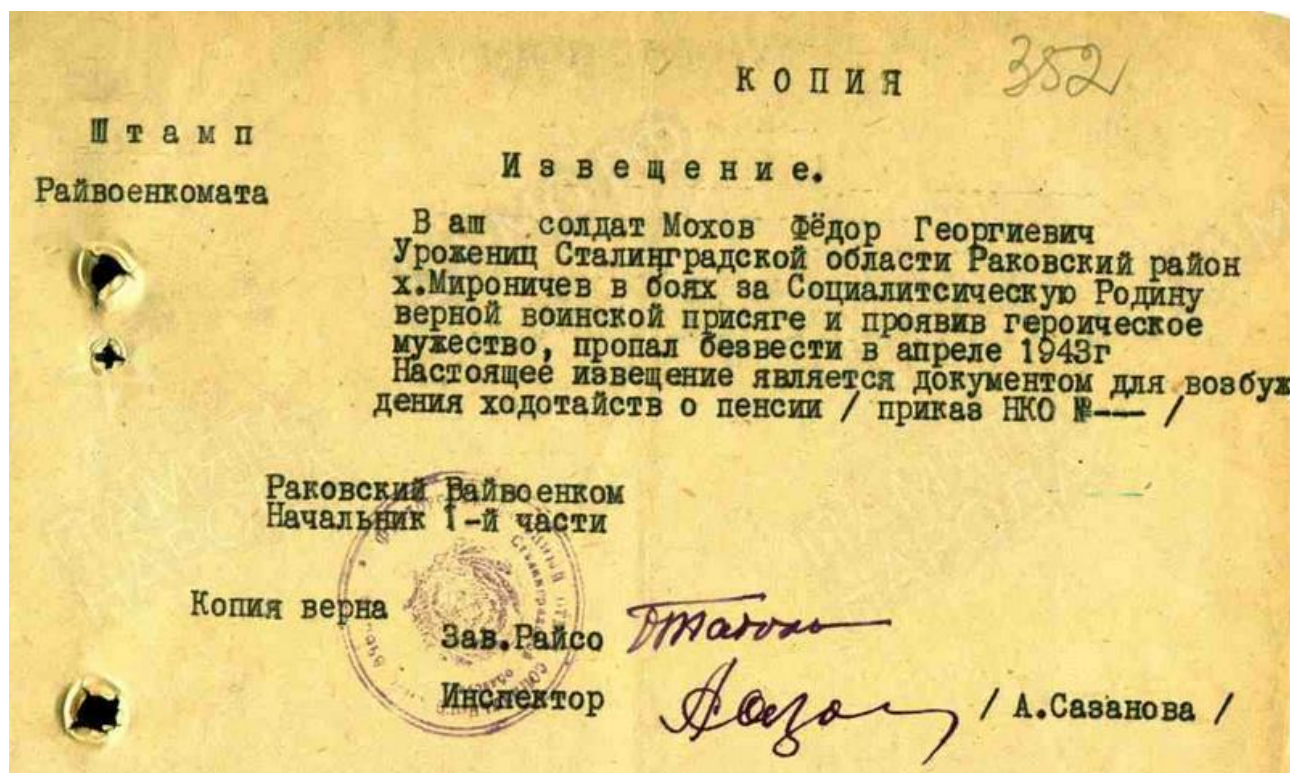 КОПИЯ 352
Штамп
Райвоенкомата
Извещение.
Ваш солдат Мохов Фёдор Георгиевич
Урожениц Сталинградской области Раковский район
х.Мироничев в боях за Социалитсическую Родину
верной воинской присяге и проявив героическое
мужество, пропал безвести в апреле 1943г
Настоящее извещение является документом для возбуж
дения ходотайств о пенсии / приказ НКО №--- /
Раковский Райвоенком
Начальник 1-й части
Копия верна
Зав.Райсо
Инспектор / А.Сазанова /